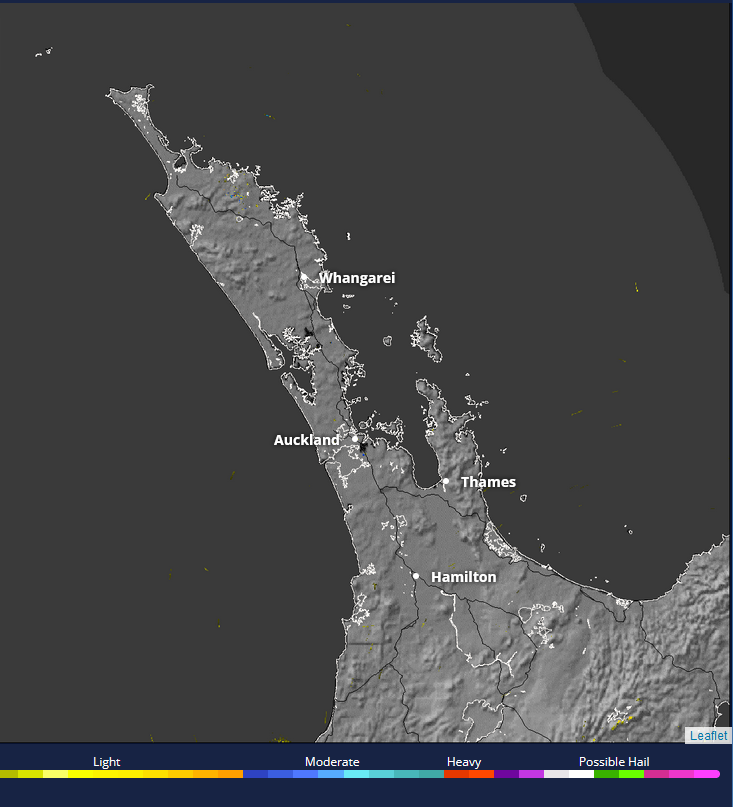 Whangarei
Auckland
Thames
Hamilton
Leaflet
Light Moderate Heavy Possible Hail